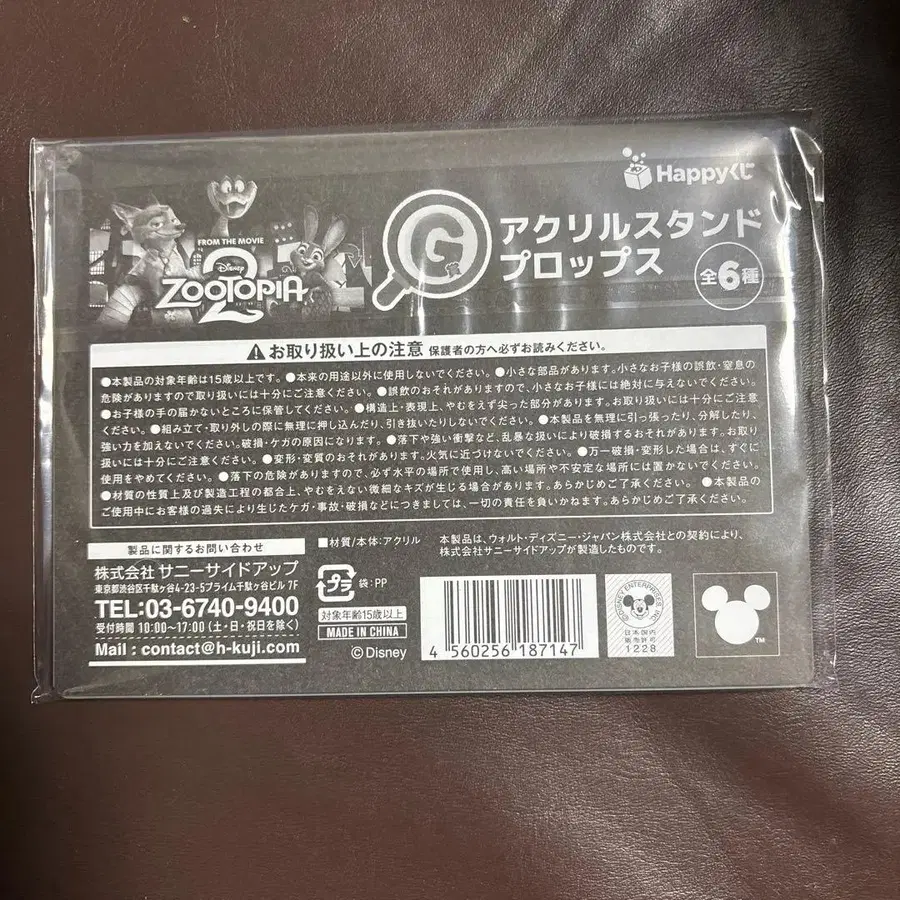 Happyくじ
FROM THE MOVIE
Disney
ZOOTOPIA
2
G賞
アクリルスタンド
プロップス
全6種
お取り扱い上の注意 保護者の方へ必ずお読みください。
●本製品の対象年齢は15歳以上です。●本来の用途以外に使用しないでください。●小さな部品があります。小さなお子様の誤飲・窒息の
危険がありますので取り扱いには十分にご注意ください。●誤飲のおそれがありますので、小さなお子様には絶対に与えないでください。
●お子様の手の届かないところに保管してください。●構造上・表現上、やむをえず尖った部分があります。お取り扱いには十分にご注意
ください。●組み立て・取り外しの際に無理に押し込んだり、引き抜いたりしないでください。●本製品を無理に引っ張ったり、分解したり、
強い力を加えないでください。破損・ケガの原因になります。●落下や強い衝撃など、乱暴な扱いにより破損するおそれがあります。お取り
扱いには十分にご注意ください。●変形・変質のおそれがあります。火気に近づけないでください。●万一破損・変形した場合は、すぐに
使用をやめてください。●落下の危険がありますので、必ず水平の場所で使用し、高い場所や不安定な場所には置かないでください。
●材料の性質上及び製造工程の都合上、やむをえない微細なキズが生じる場合があります。あらかじめご了承ください。●本製品の
ご使用中にお客様の過失により生じたケガ・事故・破損などにつきましては、一切の責任を負いかねます。あらかじめご了承ください。
製品に関するお問い合わせ
株式会社 サニーサイドアップ
東京都渋谷区千駄ヶ谷4-23-5プライム千駄ヶ谷ビル 7F
TEL:03-6740-9400
受付時間 10:00〜17:00(土・日・祝日を除く)
Mail : contact@h-kuji.com
■材質/本体:アクリル
本製品は、ウォルト・ディズニー・ジャパン株式会社との契約により、
株式会社サニーサイドアップが製造したものです。
プラ 袋:PP
対象年齢15歳以上
MADE IN CHINA
©Disney
4 560256 187147
©DISNEY ENTERPRISES, INC.
日本国内
販売許可
1228
TM